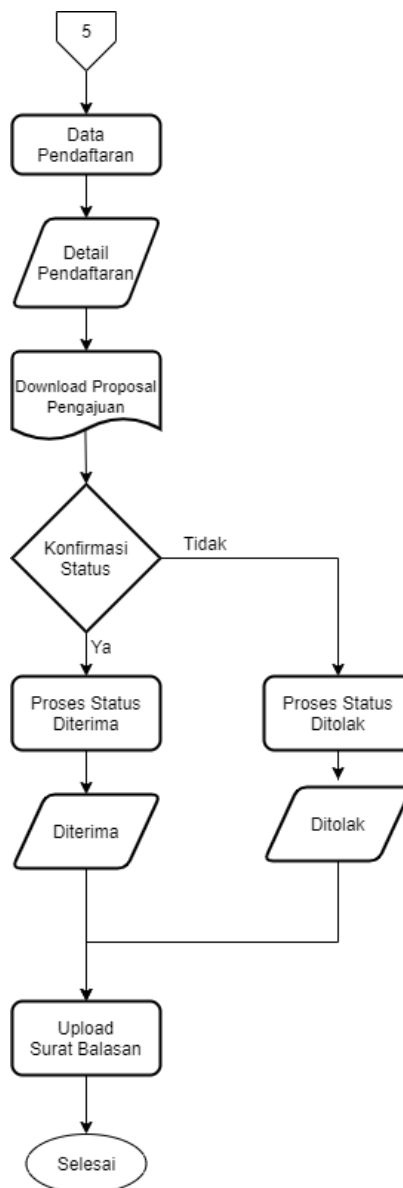 5
Data
Pendaftaran
Detail
Pendaftaran
Download Proposal
Pengajuan
Konfirmasi
Status
Tidak
Ya
Proses Status
Diterima
Proses Status
Ditolak
Diterima
Ditolak
Upload
Surat Balasan
Selesai